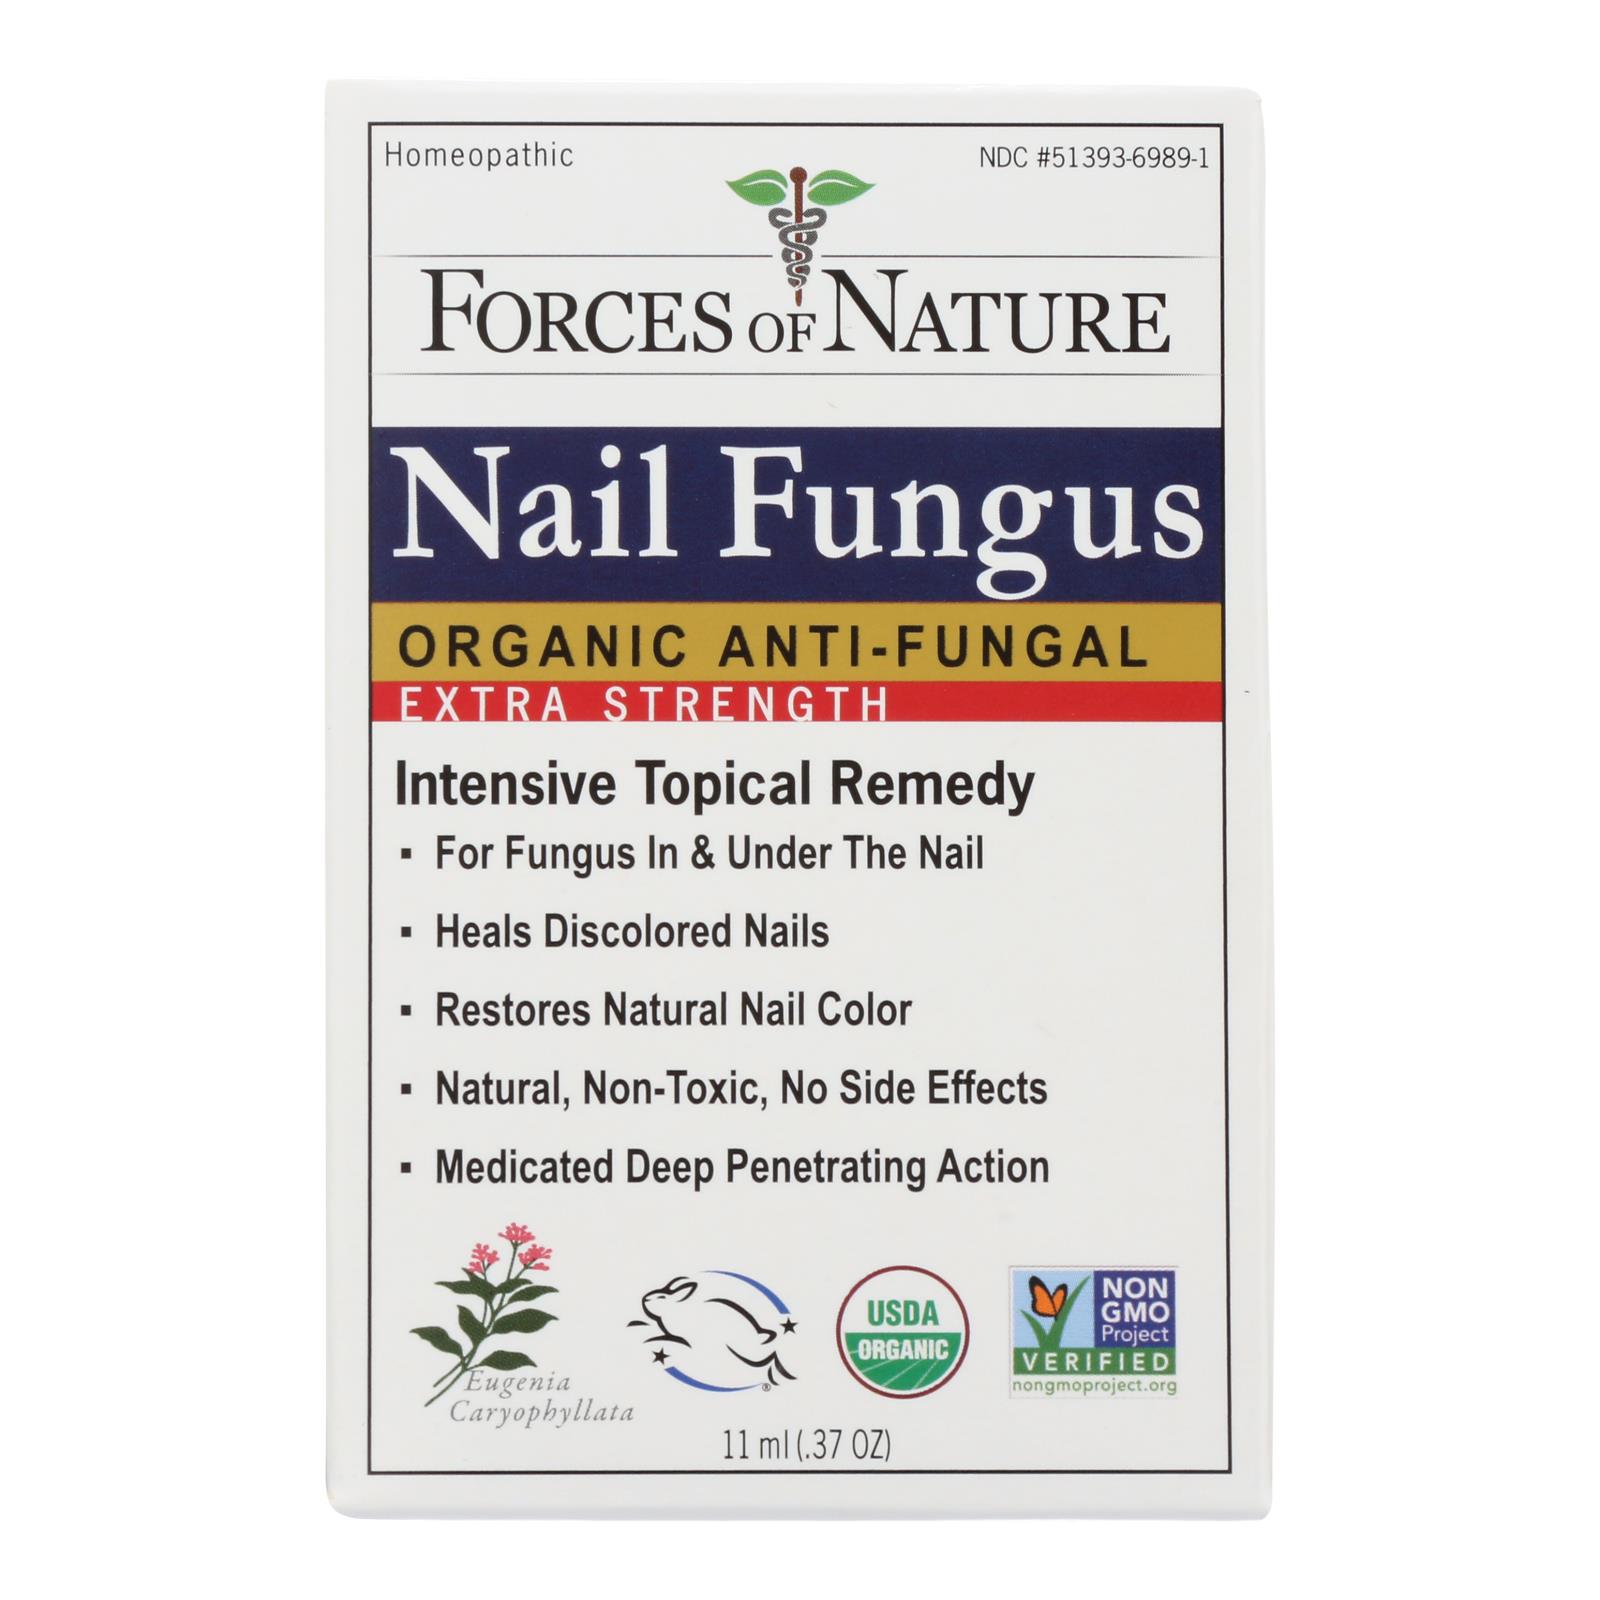 Homeopathic
NDC #51393-6989-1
FORCES OF NATURE
Nail Fungus
ORGANIC ANTI-FUNGAL
EXTRA STRENGTH
Intensive Topical Remedy
▪ For Fungus In & Under The Nail
▪ Heals Discolored Nails
▪ Restores Natural Nail Color
▪ Natural, Non-Toxic, No Side Effects
▪ Medicated Deep Penetrating Action
Eugenia
Caryophyllata
®
USDA
ORGANIC
NON
GMO
Project
VERIFIED
nongmoproject.org
11 ml (.37 OZ)